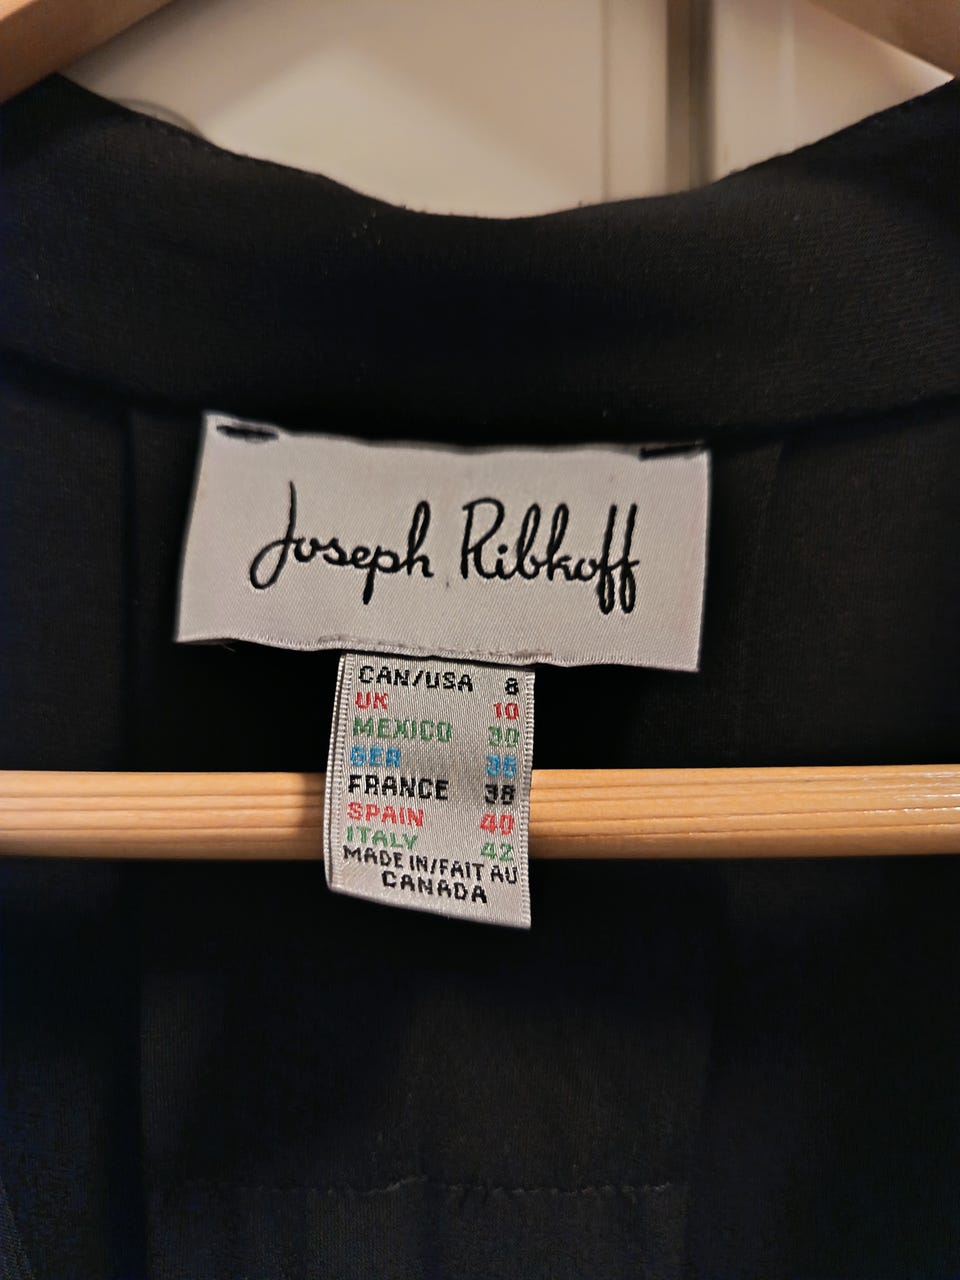 Joseph Ribkoff
CAN/USA 8
UK 10
MEXICO 30
GER 36
FRANCE 38
SPAIN 40
ITALY 42
MADE IN/FAIT AU
CANADA